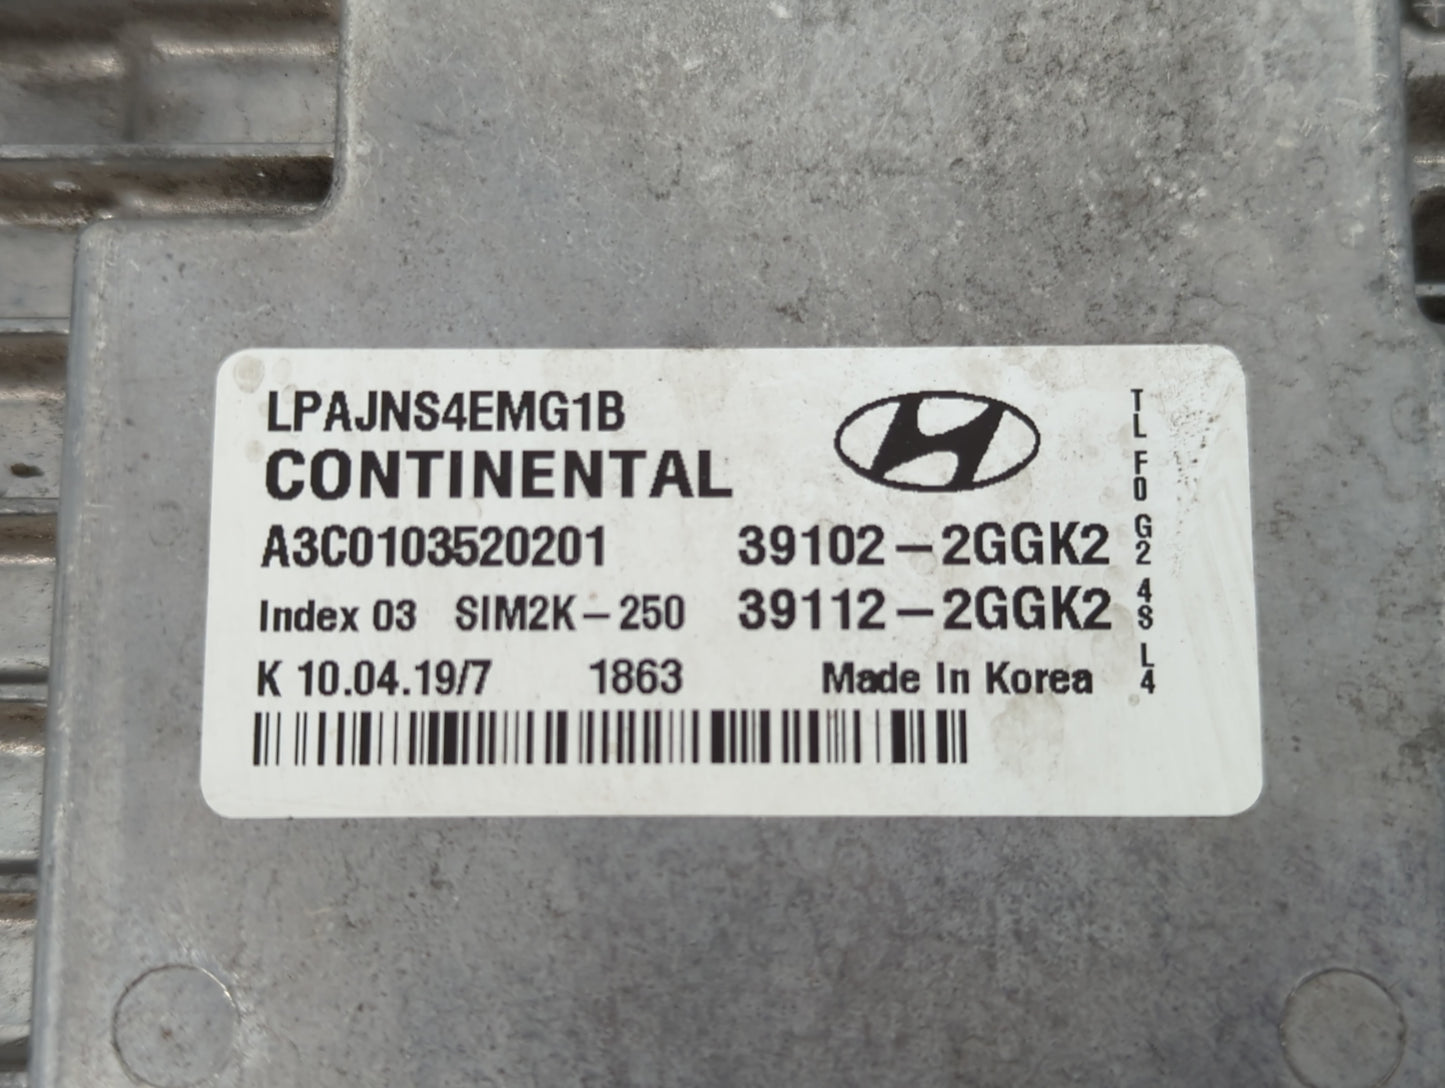 LPAJNS4EMG1B
CONTINENTAL
A3C0103520201 39102-2GGK2
Index 03 SIM2K-250 39112-2GGK2
K 10.04.19/7 1863 Made In Korea
TL F0 G2 4S L4